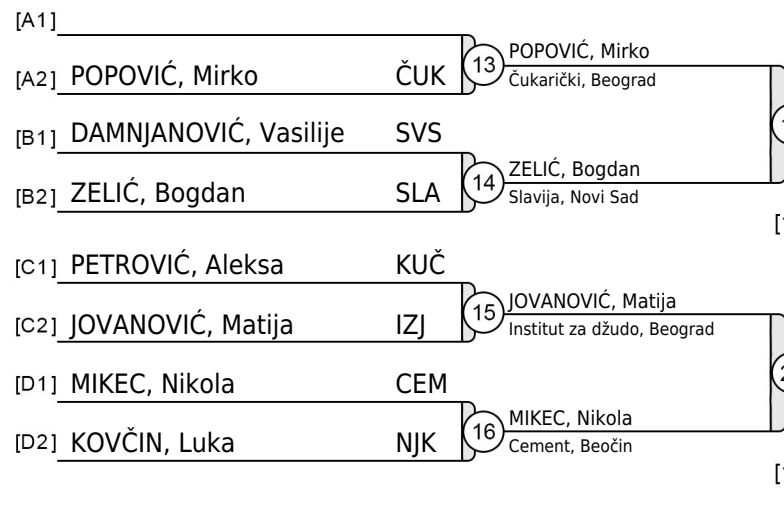 [A1]
[A2] POPOVIĆ, Mirko ČUK
13 POPOVIĆ, Mirko
Čukarički, Beograd
[B1] DAMNJANOVIĆ, Vasilije SVS
[B2] ZELIĆ, Bogdan SLA
14 ZELIĆ, Bogdan
Slavija, Novi Sad
[C1] PETROVIĆ, Aleksa KUČ
[C2] JOVANOVIĆ, Matija IZJ
15 JOVANOVIĆ, Matija
Institut za džudo, Beograd
[D1] MIKEC, Nikola CEM
[D2] KOVČIN, Luka NJK
16 MIKEC, Nikola
Cement, Beočin